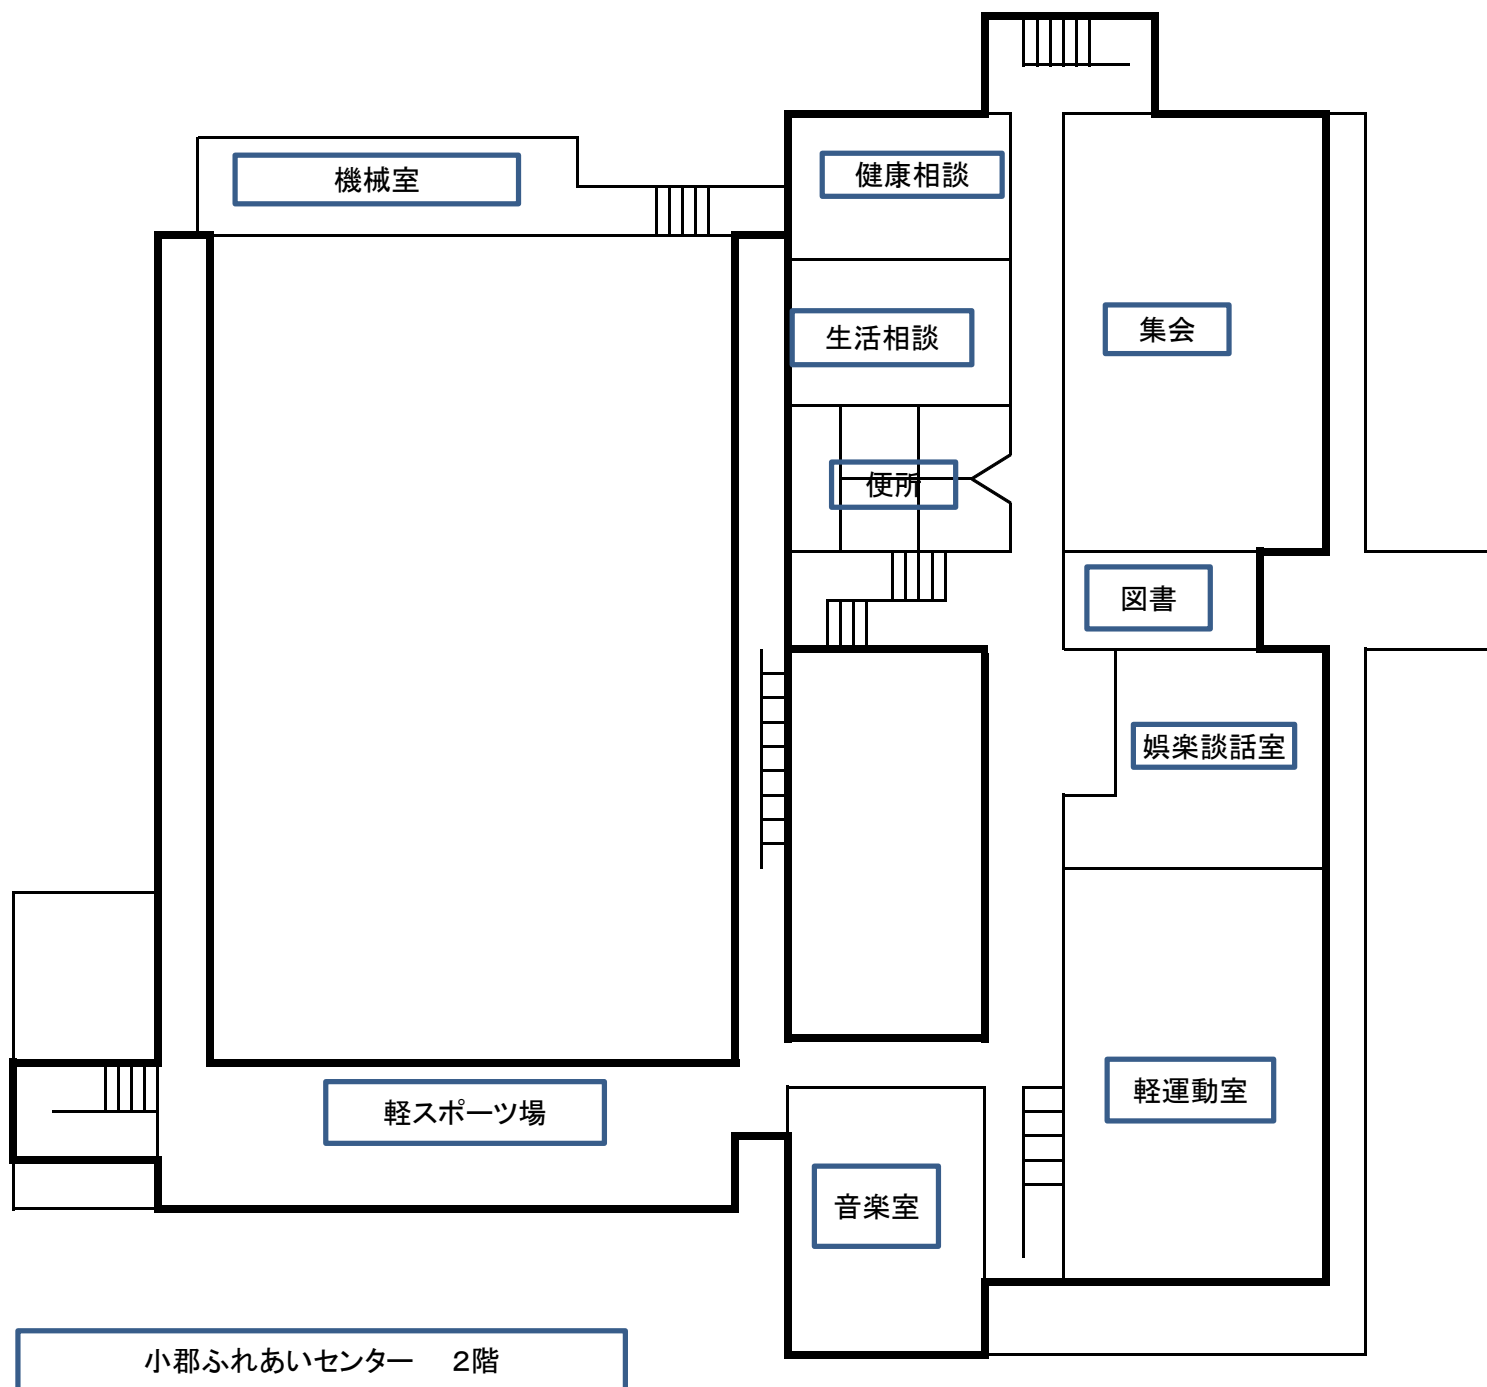 機械室
健康相談
生活相談
集会
便所
図書
娯楽談話室
軽運動室
軽スポーツ場
音楽室
小郡ふれあいセンター　２階